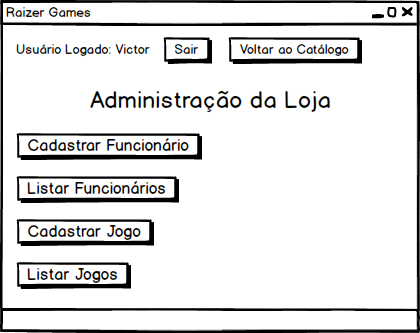 Raizer Games
Usuário Logado: Victor Sair Voltar ao Catálogo
Administração da Loja
Cadastrar Funcionário
Listar Funcionários
Cadastrar Jogo
Listar Jogos